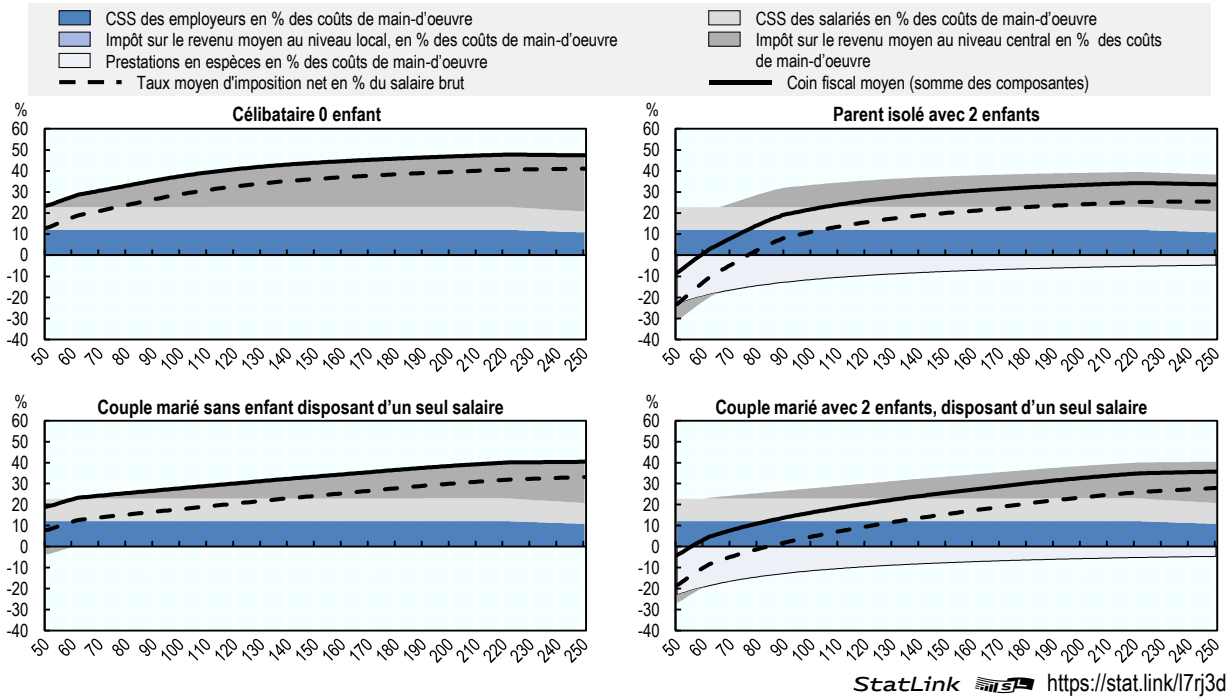 CSS des employeurs en % des coûts de main-d'oeuvre
CSS des salariés en % des coûts de main-d'oeuvre
Impôt sur le revenu moyen au niveau local, en % des coûts de main-d'oeuvre
Impôt sur le revenu moyen au niveau central en % des coûts
de main-d'oeuvre
Prestations en espèces en % des coûts de main-d'oeuvre
Taux moyen d'imposition net en % du salaire brut
Coin fiscal moyen (somme des composantes)
%
Célibataire 0 enfant
60
50
40
30
20
10
0
-10
-20
-30
-40
50 60 70 80 90 100 110 120 130 140 150 160 170 180 190 200 210 220 230 240 250
%
Parent isolé avec 2 enfants
60
50
40
30
20
10
0
-10
-20
-30
-40
50 60 70 80 90 100 110 120 130 140 150 160 170 180 190 200 210 220 230 240 250
%
Couple marié sans enfant disposant d'un seul salaire
60
50
40
30
20
10
0
-10
-20
-30
-40
50 60 70 80 90 100 110 120 130 140 150 160 170 180 190 200 210 220 230 240 250
%
Couple marié avec 2 enfants, disposant d'un seul salaire
60
50
40
30
20
10
0
-10
-20
-30
-40
50 60 70 80 90 100 110 120 130 140 150 160 170 180 190 200 210 220 230 240 250
StatLink https://stat.link/l7rj3d